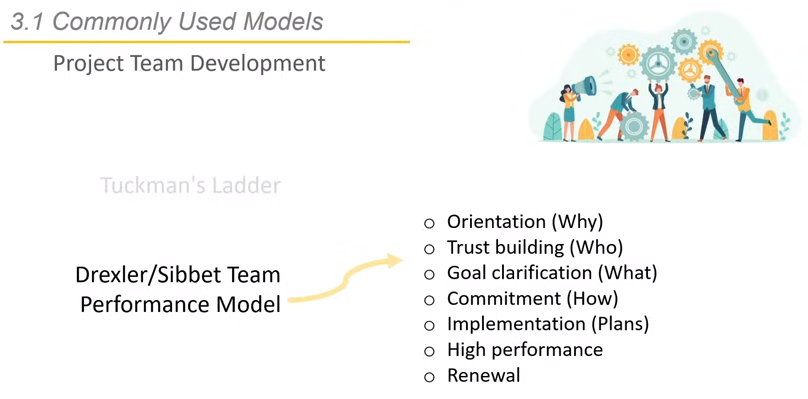 3.1 Commonly Used Models
Project Team Development
Tuckman's Ladder
Drexler/Sibbet Team
Performance Model
o Orientation (Why)
o Trust building (Who)
o Goal clarification (What)
o Commitment (How)
o Implementation (Plans)
o High performance
o Renewal